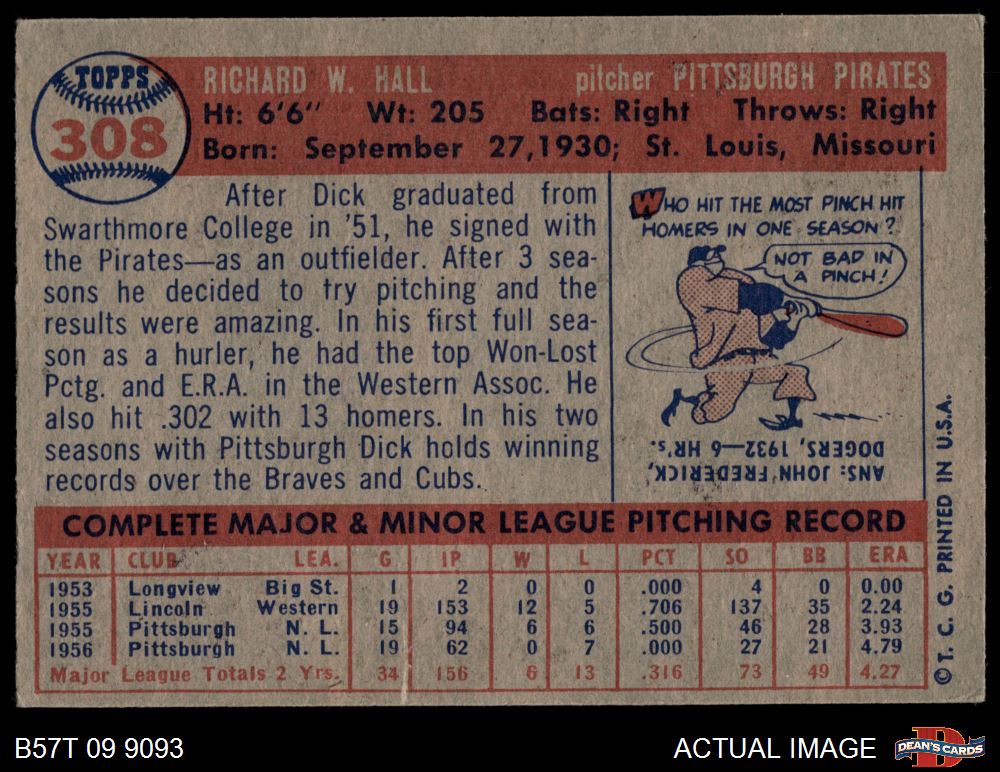 TOPPS
308
RICHARD W. HALL pitcher PITTSBURGH PIRATES
Ht: 6'6" Wt: 205 Bats: Right Throws: Right
Born: September 27, 1930; St. Louis, Missouri
After Dick graduated from
Swarthmore College in '51, he signed with
the Pirates—as an outfielder. After 3 sea-
sons he decided to try pitching and the
results were amazing. In his first full sea-
son as a hurler, he had the top Won-Lost
Pctg. and E.R.A. in the Western Assoc. He
also hit .302 with 13 homers. In his two
seasons with Pittsburgh Dick holds winning
records over the Braves and Cubs.
WHO HIT THE MOST PINCH HIT
HOMERS IN ONE SEASON?
NOT BAD IN
A PINCH!
ANS: JOHN FREDERICK,
DOGERS, 1932—6 HR's.
COMPLETE MAJOR & MINOR LEAGUE PITCHING RECORD
YEAR CLUB LEA. G IP W L PCT SO BB ERA
1953 Longview Big St. 1 2 0 0 .000 4 0 0.00
1955 Lincoln Western 19 153 12 5 .706 137 35 2.24
1955 Pittsburgh N. L. 15 94 6 6 .500 46 28 3.93
1956 Pittsburgh N. L. 19 62 0 7 .000 27 21 4.79
Major League Totals 2 Yrs. 34 156 6 13 .316 73 49 4.27
© T. C. G. PRINTED IN U.S.A.
B57T 09 9093
ACTUAL IMAGE
DEAN'S CARDS